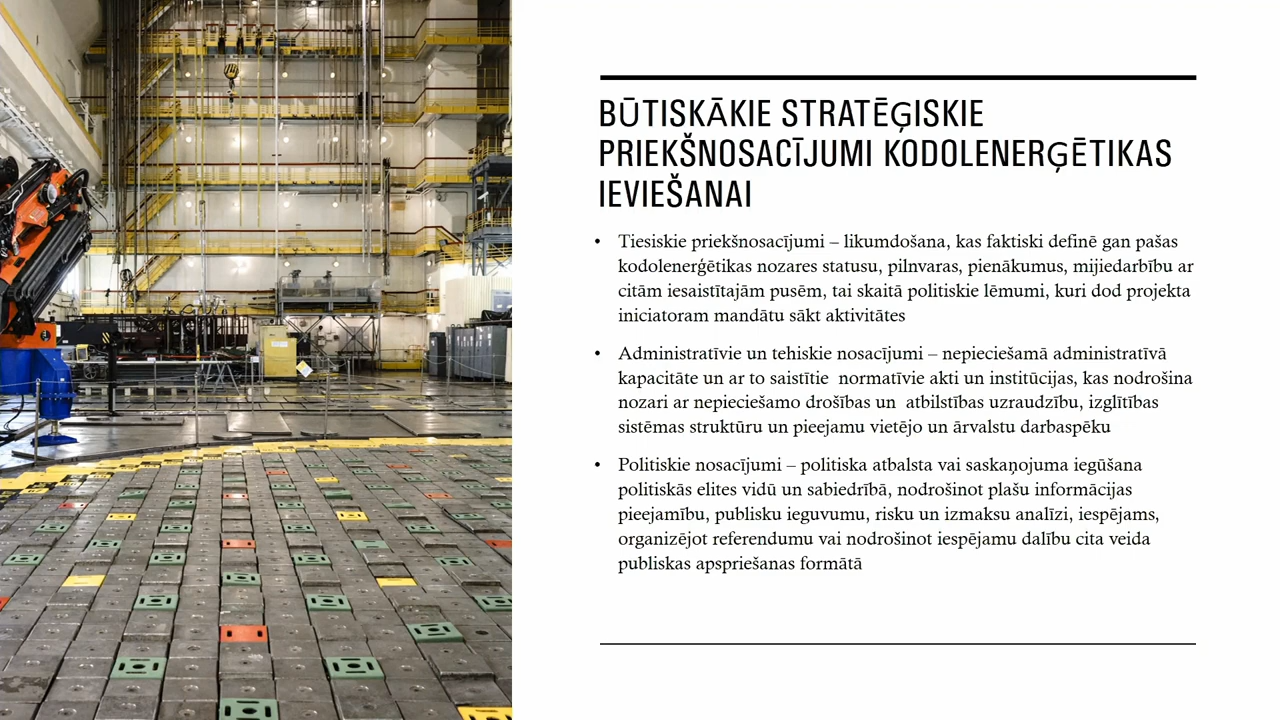 BŪTISKĀKIE STRATĒĢISKIE
PRIEKŠNOSACĪJUMI KODOLENERĢĒTIKAS
IEVIEŠANAI
• Tiesiskie priekšnosacījumi – likumdošana, kas faktiski definē gan pašas
kodolenerģētikas nozares statusu, pilnvaras, pienākumus, mijiedarbību ar
citām iesaistītajām pusēm, tai skaitā politiskie lēmumi, kuri dod projekta
iniciatoram mandātu sākt aktivitātes
• Administratīvie un tehiskie nosacījumi – nepieciešamā administratīvā
kapacitāte un ar to saistītie  normatīvie akti un institūcijas, kas nodrošina
nozari ar nepieciešamo drošības un  atbilstības uzraudzību, izglītības
sistēmas struktūru un pieejamu vietējo un ārvalstu darbaspēku
• Politiskie nosacījumi – politiska atbalsta vai saskaņojuma iegūšana
politiskās elites vidū un sabiedrībā, nodrošinot plašu informācijas
pieejamību, publisku ieguvumu, risku un izmaksu analīzi, iespējams,
organizējot referendumu vai nodrošinot iespējamu dalību cita veida
publiskas apspriešanas formātā